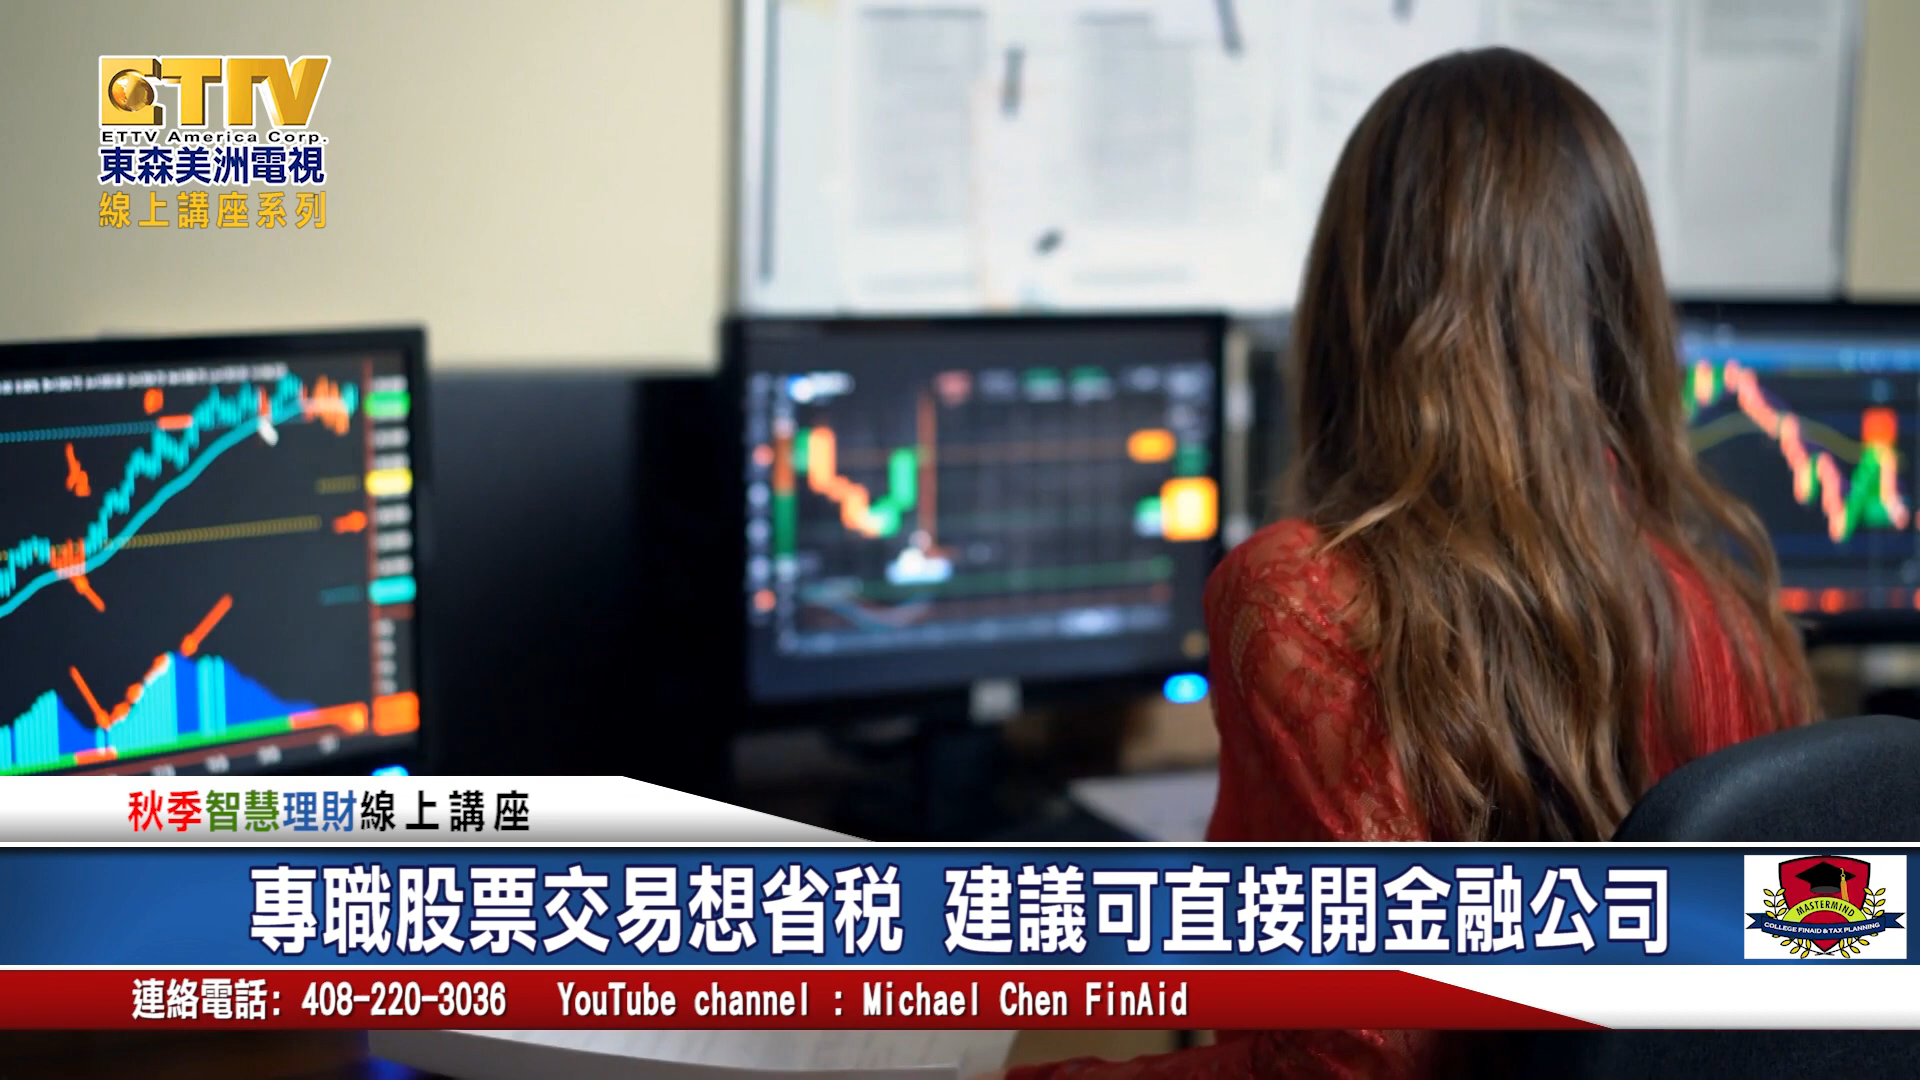 ETTV
ETTV America Corp.
東森美洲電視
線上講座系列
秋季智慧理財線上講座
專職股票交易想省稅 建議可直接開金融公司
MASTERMIND
COLLEGE FINAID & TAX PLANNING
連絡電話: 408-220-3036 YouTube channel : Michael Chen FinAid